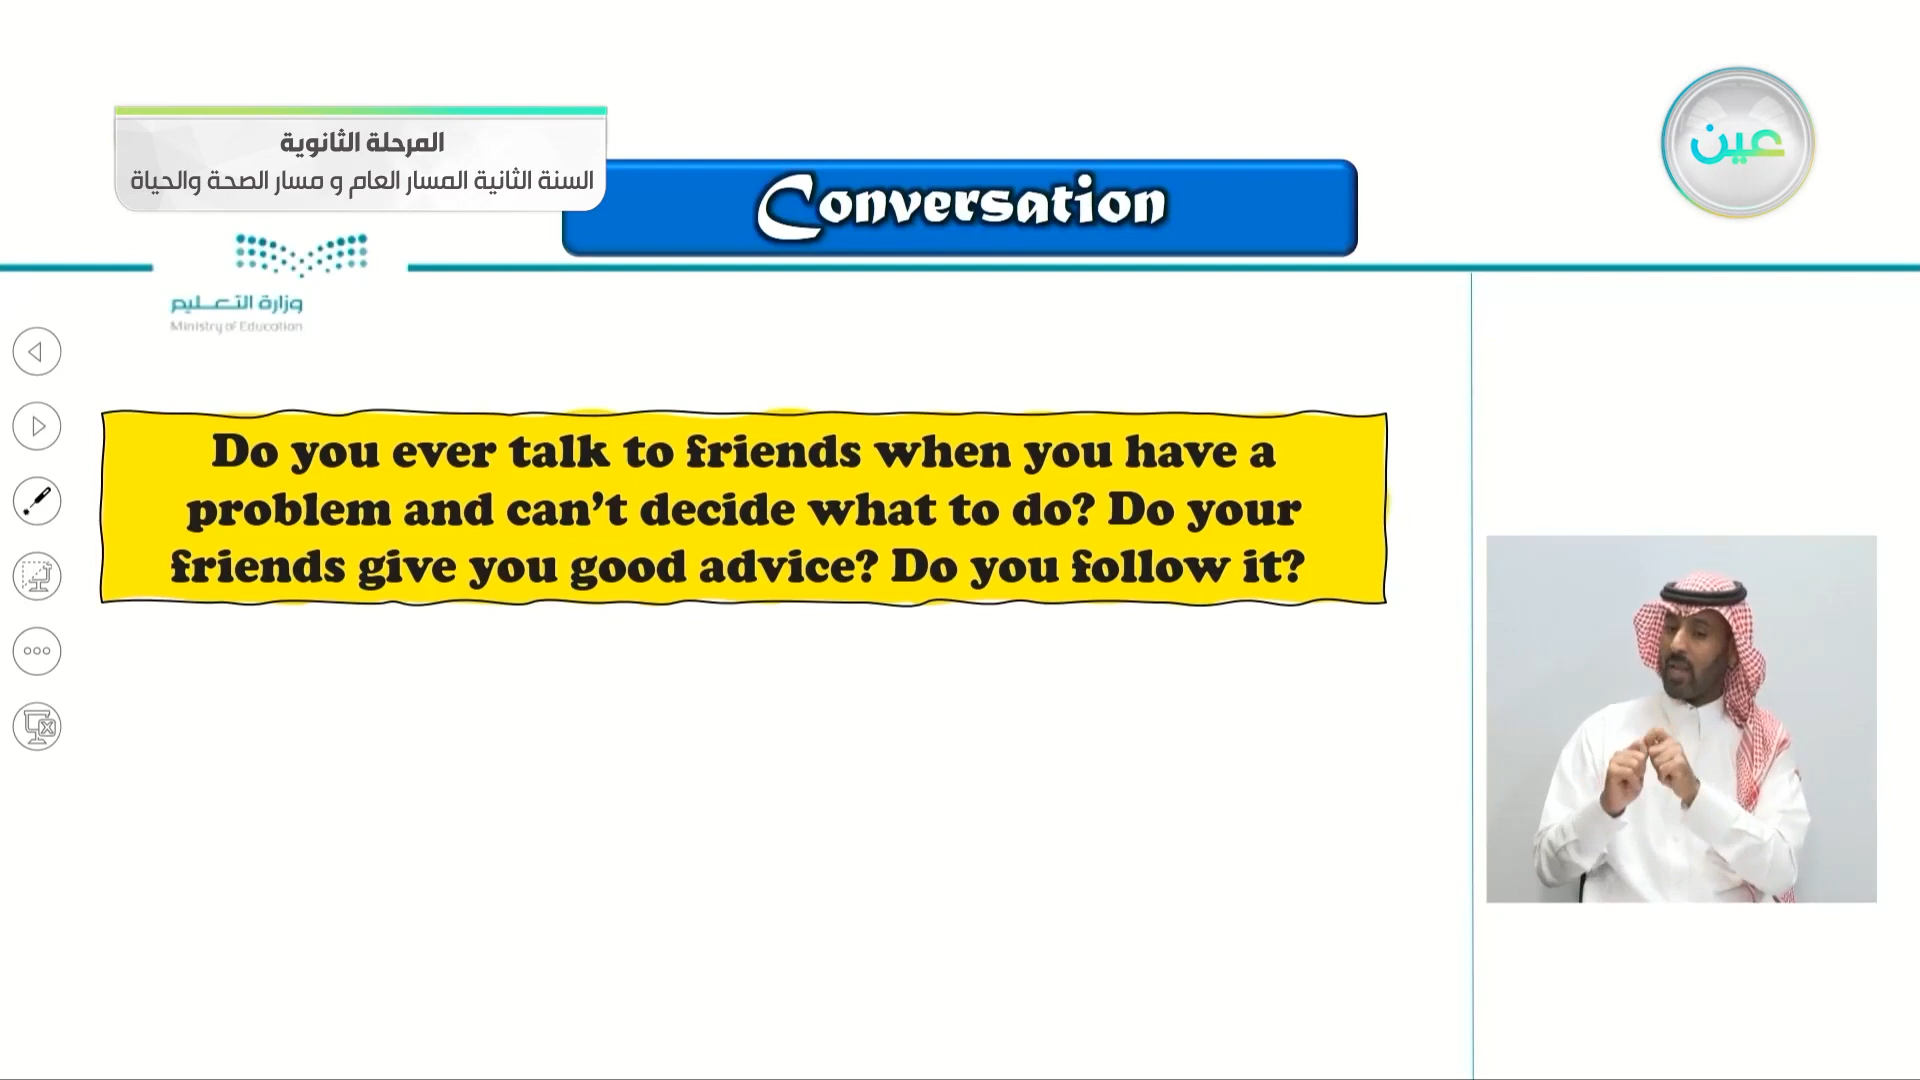 المرحلة الثانوية
السنة الثانية المسار العام و مسار الصحة والحياة
Conversation
عين
وزارة التعليم
Ministry of Education
Do you ever talk to friends when you have a
problem and can’t decide what to do? Do your
friends give you good advice? Do you follow it?